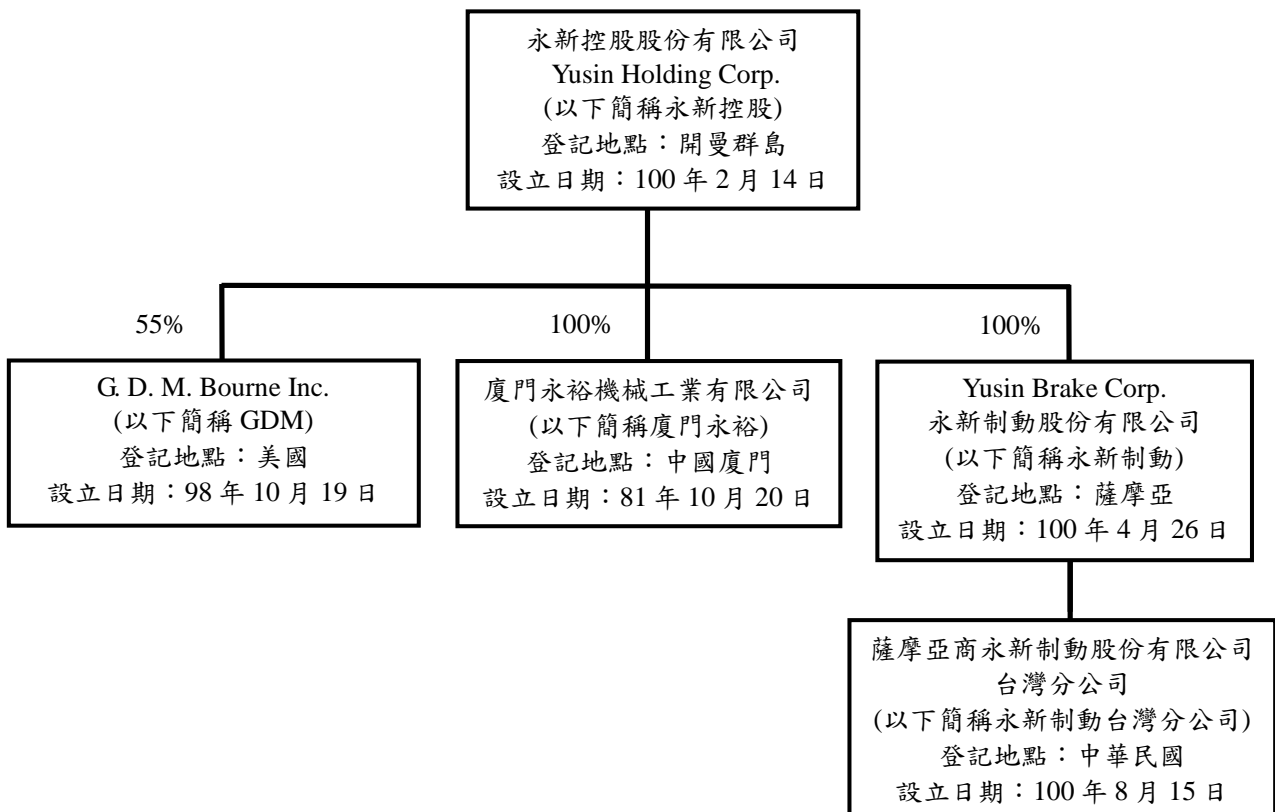 永新控股股份有限公司
Yusin Holding Corp.
(以下簡稱永新控股)
登記地點：開曼群島
設立日期：100 年 2 月 14 日
55%
100%
100%
G. D. M. Bourne Inc.
(以下簡稱 GDM)
登記地點：美國
設立日期：98 年 10 月 19 日
廈門永裕機械工業有限公司
(以下簡稱廈門永裕)
登記地點：中國廈門
設立日期：81 年 10 月 20 日
Yusin Brake Corp.
永新制動股份有限公司
(以下簡稱永新制動)
登記地點：薩摩亞
設立日期：100 年 4 月 26 日
薩摩亞商永新制動股份有限公司
台灣分公司
(以下簡稱永新制動台灣分公司)
登記地點：中華民國
設立日期：100 年 8 月 15 日